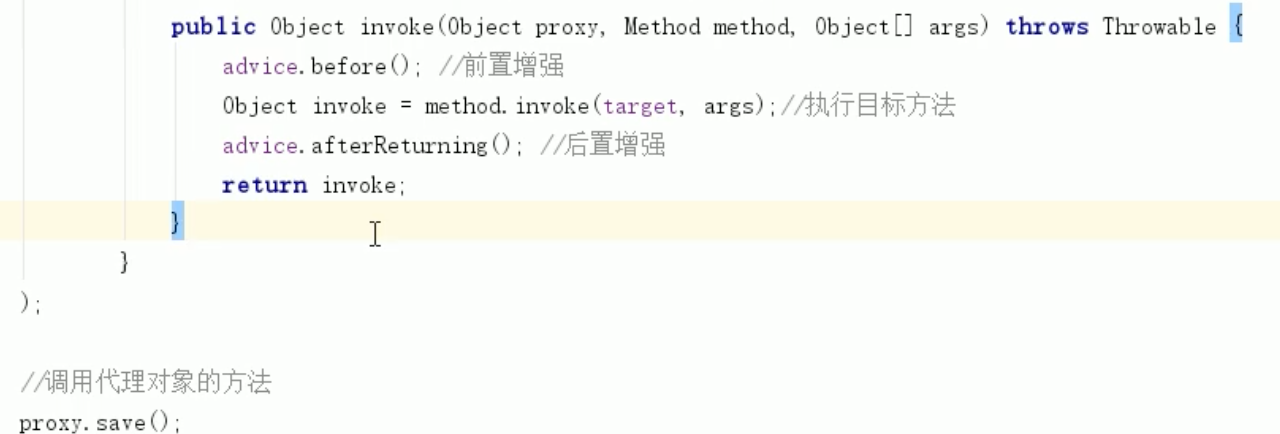 public Object invoke(Object proxy, Method method, Object[] args) throws Throwable {
advice.before(); //前置增强
Object invoke = method.invoke(target, args);//执行目标方法
advice.afterReturning(); //后置增强
return invoke;
}
}
);
//调用代理对象的方法
proxy.save();